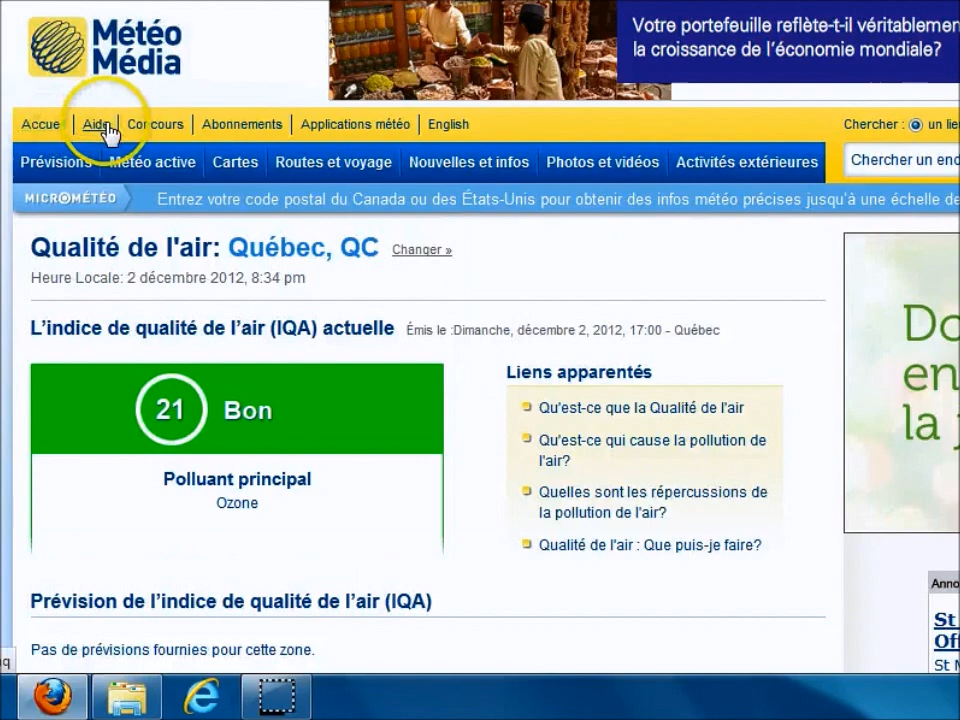 Météo
Média
Votre portefeuille reflète-t-il véritablemen
la croissance de l'économie mondiale?
Accue Aide Concours Abonnements Applications météo English Chercher : un lie
Prévisions Météo active Cartes Routes et voyage Nouvelles et infos Photos et vidéos Activités extérieures Chercher un end
MICROMÉTÉO Entrez votre code postal du Canada ou des États-Unis pour obtenir des infos météo précises jusqu'à une échelle de
Qualité de l'air: Québec, QC Changer »
Heure Locale: 2 décembre 2012, 8:34 pm
L'indice de qualité de l'air (IQA) actuelle Émis le :Dimanche, décembre 2, 2012, 17:00 - Québec
21 Bon
Polluant principal
Ozone
Liens apparentés
Qu'est-ce que la Qualité de l'air
Qu'est-ce qui cause la pollution de
l'air?
Quelles sont les répercussions de
la pollution de l'air?
Qualité de l'air : Que puis-je faire?
Do
en
la j
Prévision de l'indice de qualité de l'air (IQA)
Pas de prévisions fournies pour cette zone.
Anno
St
Off
St M